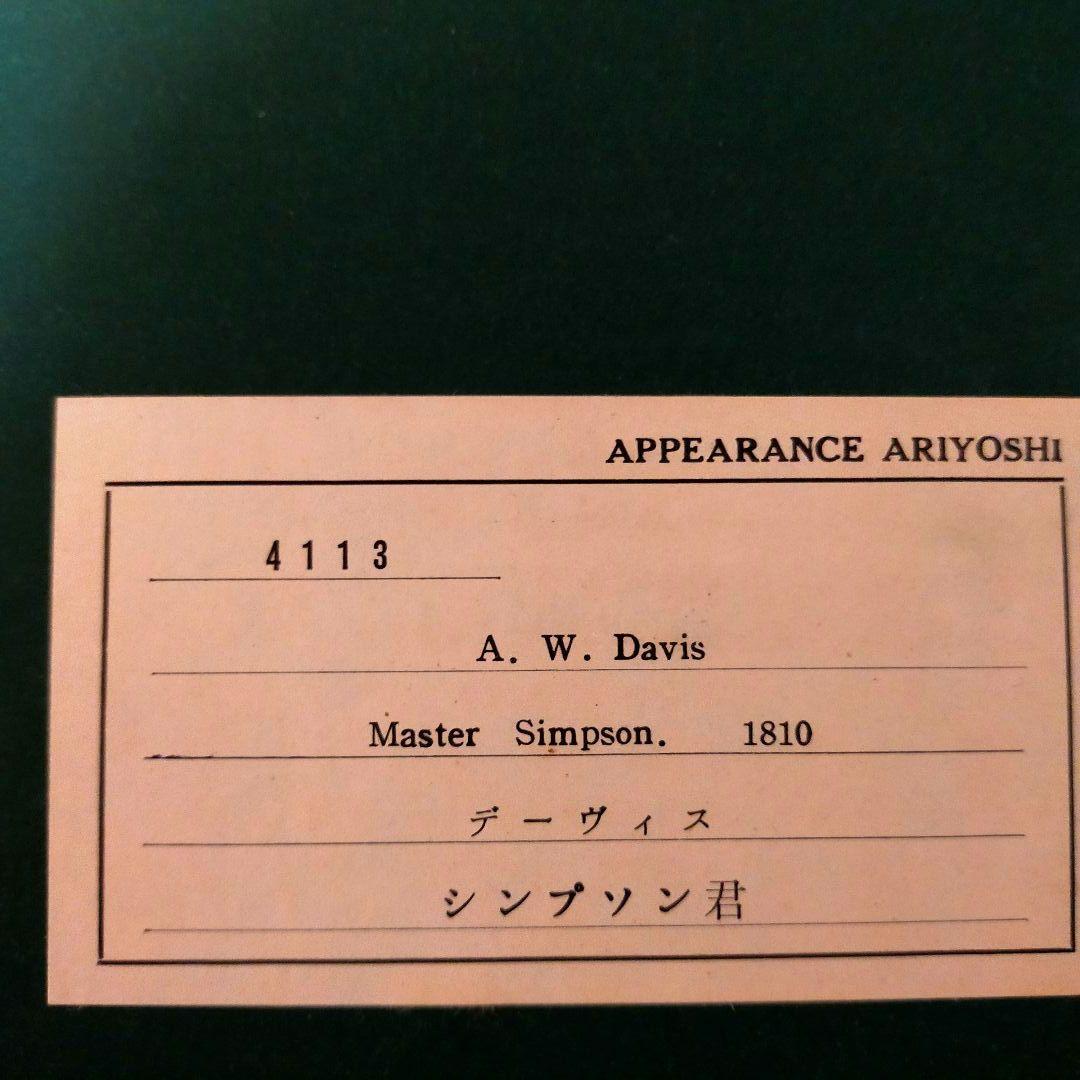 APPEARANCE ARIYOSHI
4113
A. W. Davis
Master Simpson. 1810
デーヴィス
シンプソン君